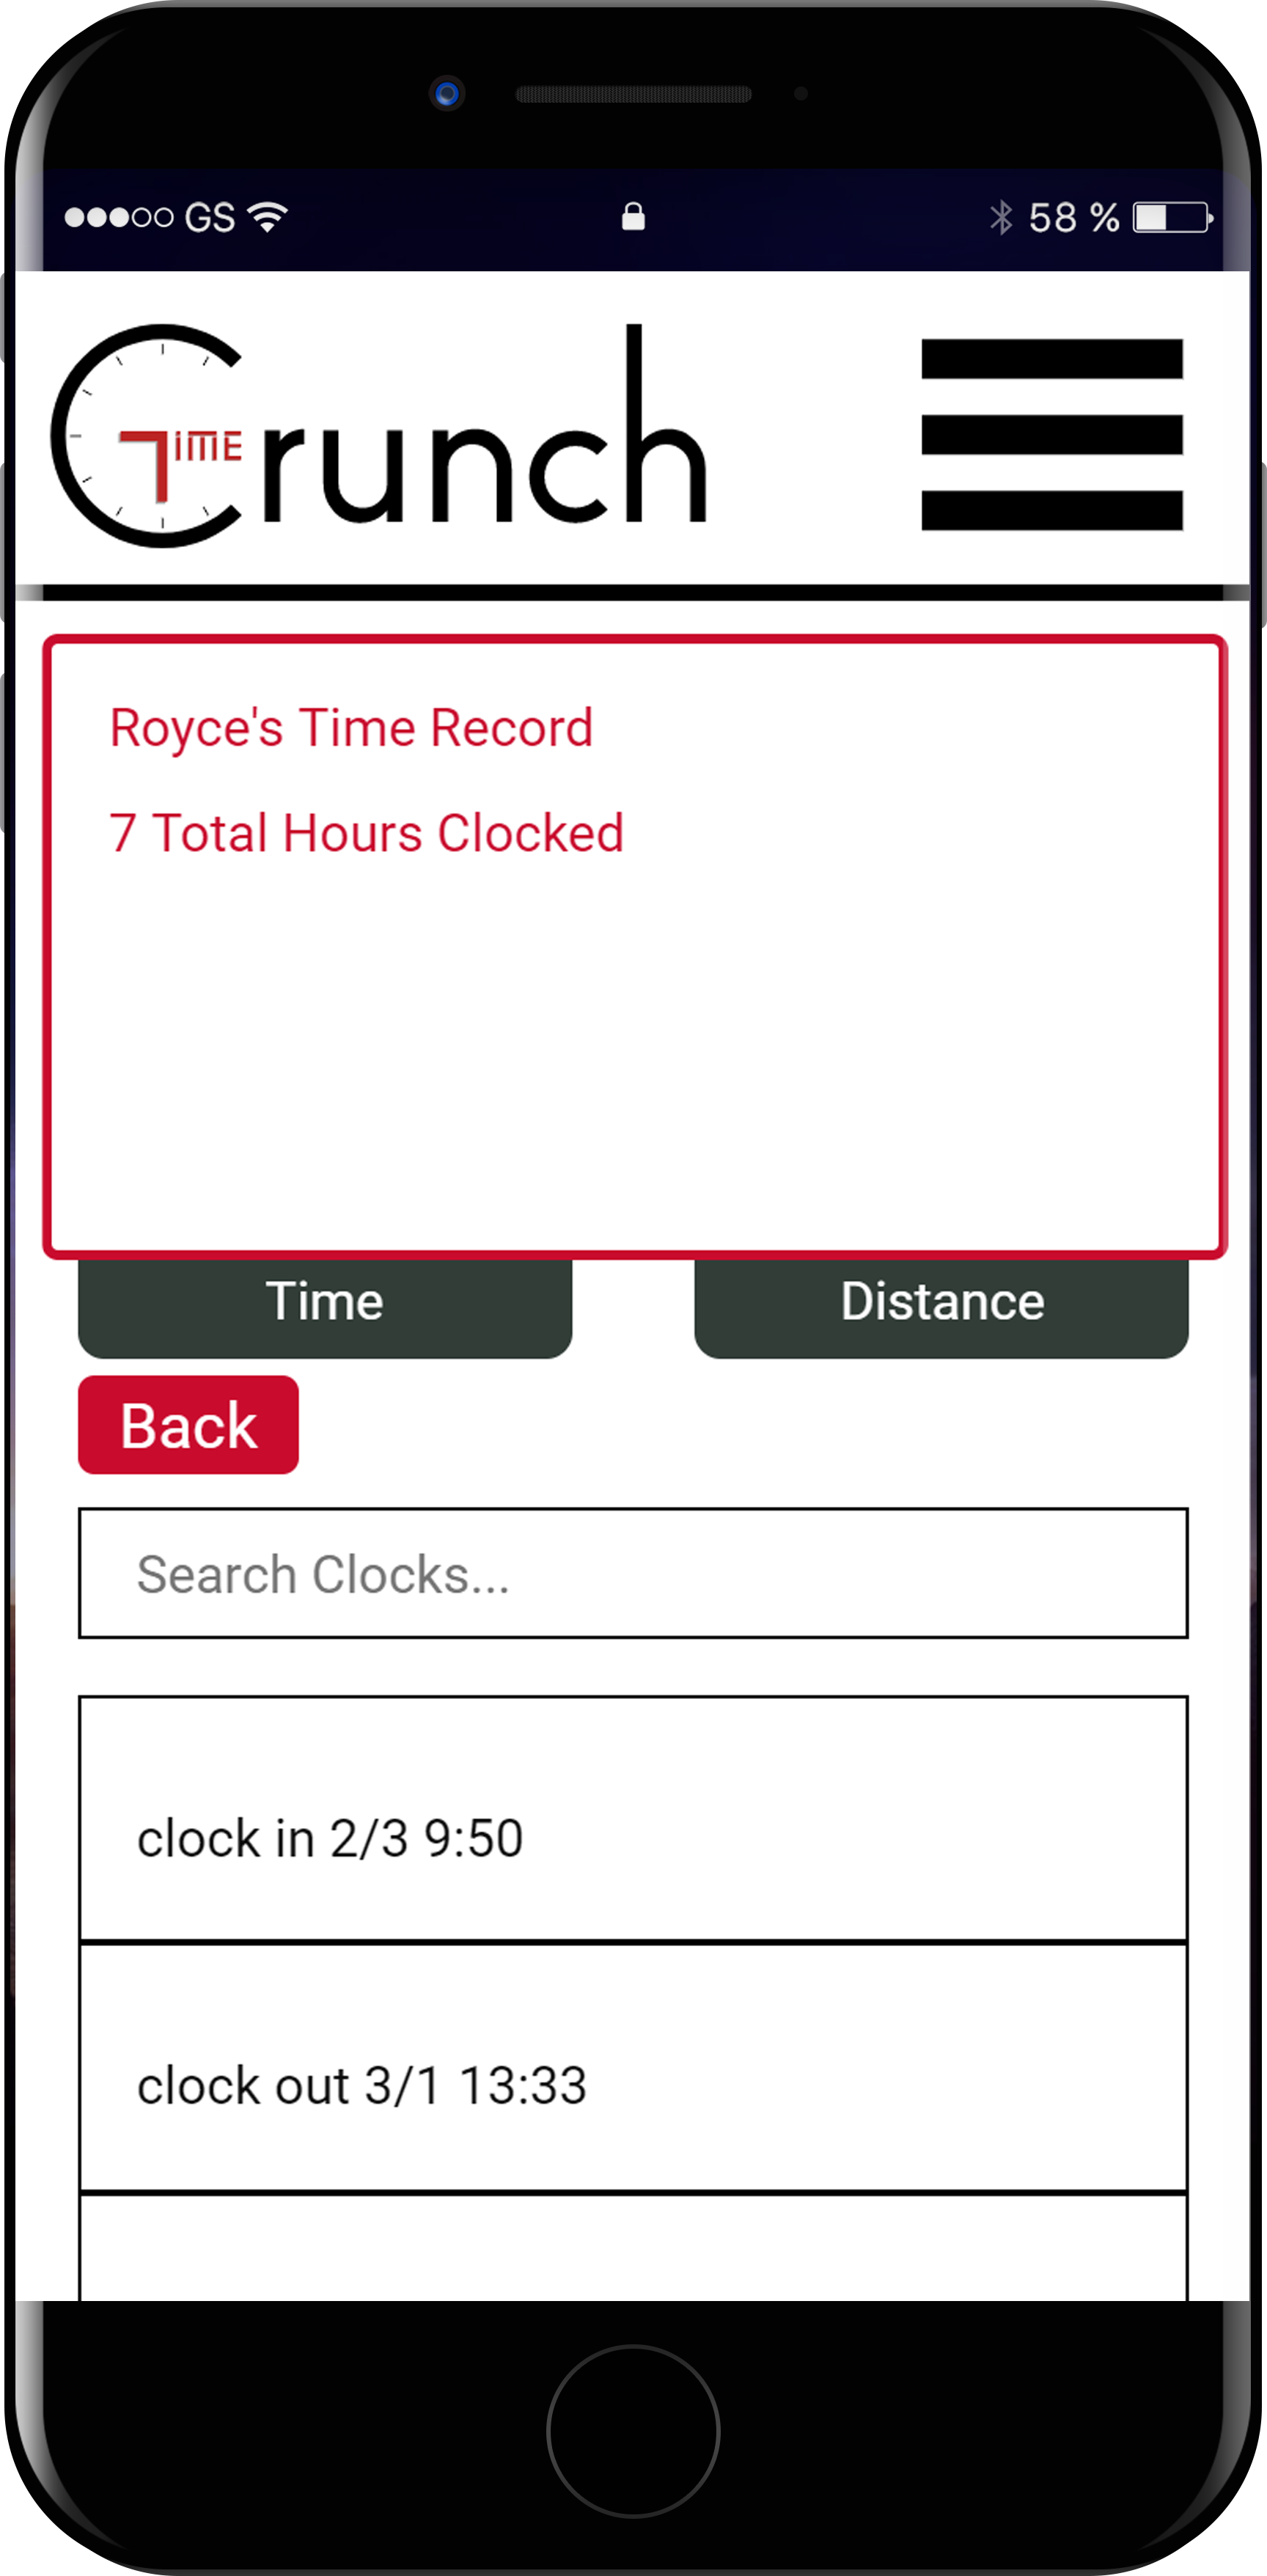 GS 58 %
Time Crunch
Royce's Time Record
7 Total Hours Clocked
Time Distance
Back
Search Clocks...
clock in 2/3 9:50
clock out 3/1 13:33